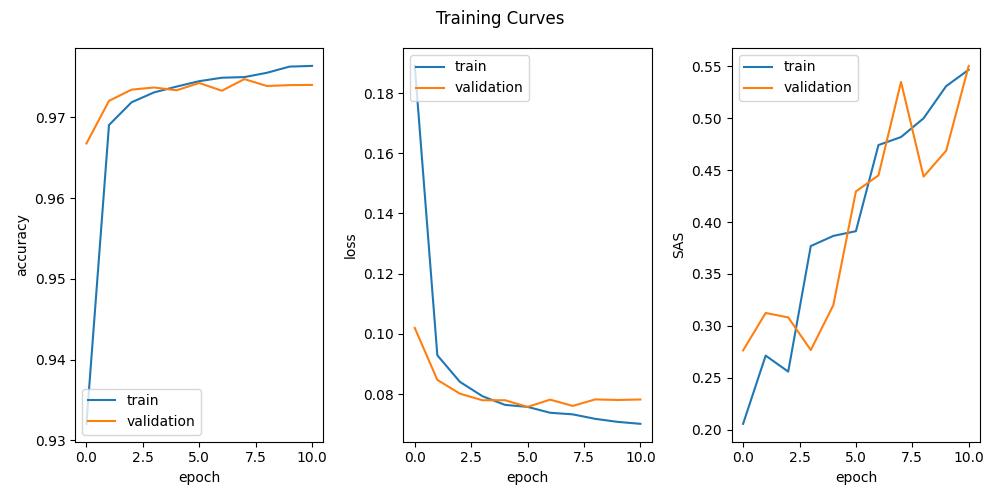 Training Curves
accuracy
0.97
0.96
0.95
0.94
0.93
train
validation
0.0 2.5 5.0 7.5 10.0
epoch
loss
0.18
0.16
0.14
0.12
0.10
0.08
train
validation
0.0 2.5 5.0 7.5 10.0
epoch
SAS
0.55
0.50
0.45
0.40
0.35
0.30
0.25
0.20
train
validation
0.0 2.5 5.0 7.5 10.0
epoch